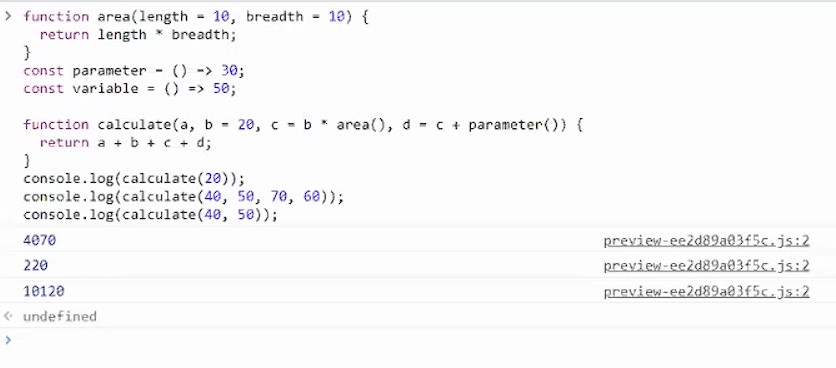 > function area(length = 10, breadth = 10) {
return length * breadth;
}
const parameter = () => 30;
const variable = () => 50;
function calculate(a, b = 20, c = b * area(), d = c + parameter()) {
return a + b + c + d;
}
console.log(calculate(20));
console.log(calculate(40, 50, 70, 60));
console.log(calculate(40, 50));
4070 preview-ee2d89a03f5c.js:2
220 preview-ee2d89a03f5c.js:2
10120 preview-ee2d89a03f5c.js:2
undefined